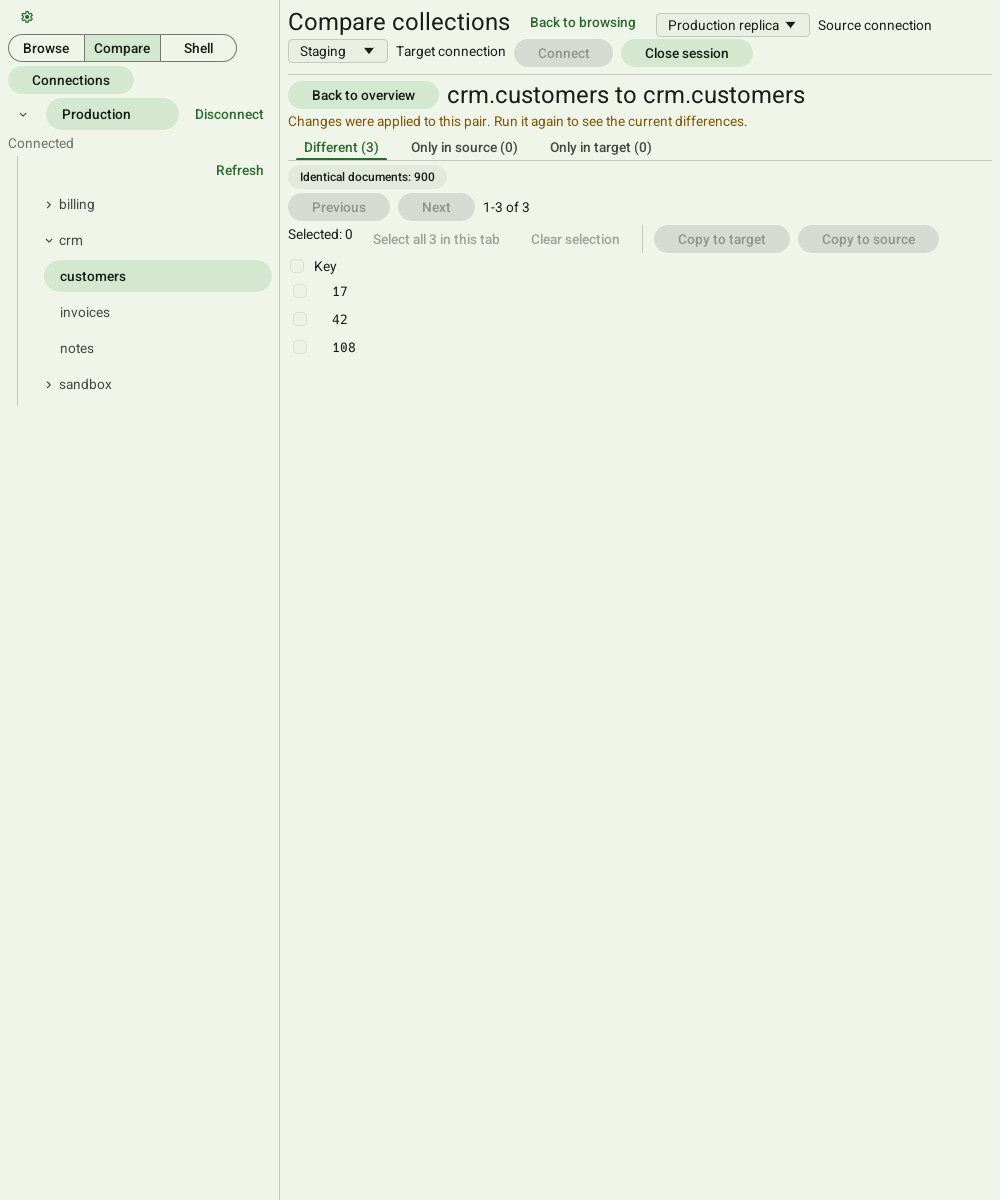 Browse Compare Shell
Connections
Production Disconnect
Connected
Refresh
billing
crm
customers
invoices
notes
sandbox
Compare collections Back to browsing Production replica Source connection
Staging Target connection Connect Close session
Back to overview crm.customers to crm.customers
Changes were applied to this pair. Run it again to see the current differences.
Different (3) Only in source (0) Only in target (0)
Identical documents: 900
Previous Next 1-3 of 3
Selected: 0 Select all 3 in this tab Clear selection Copy to target Copy to source
Key
17
42
108